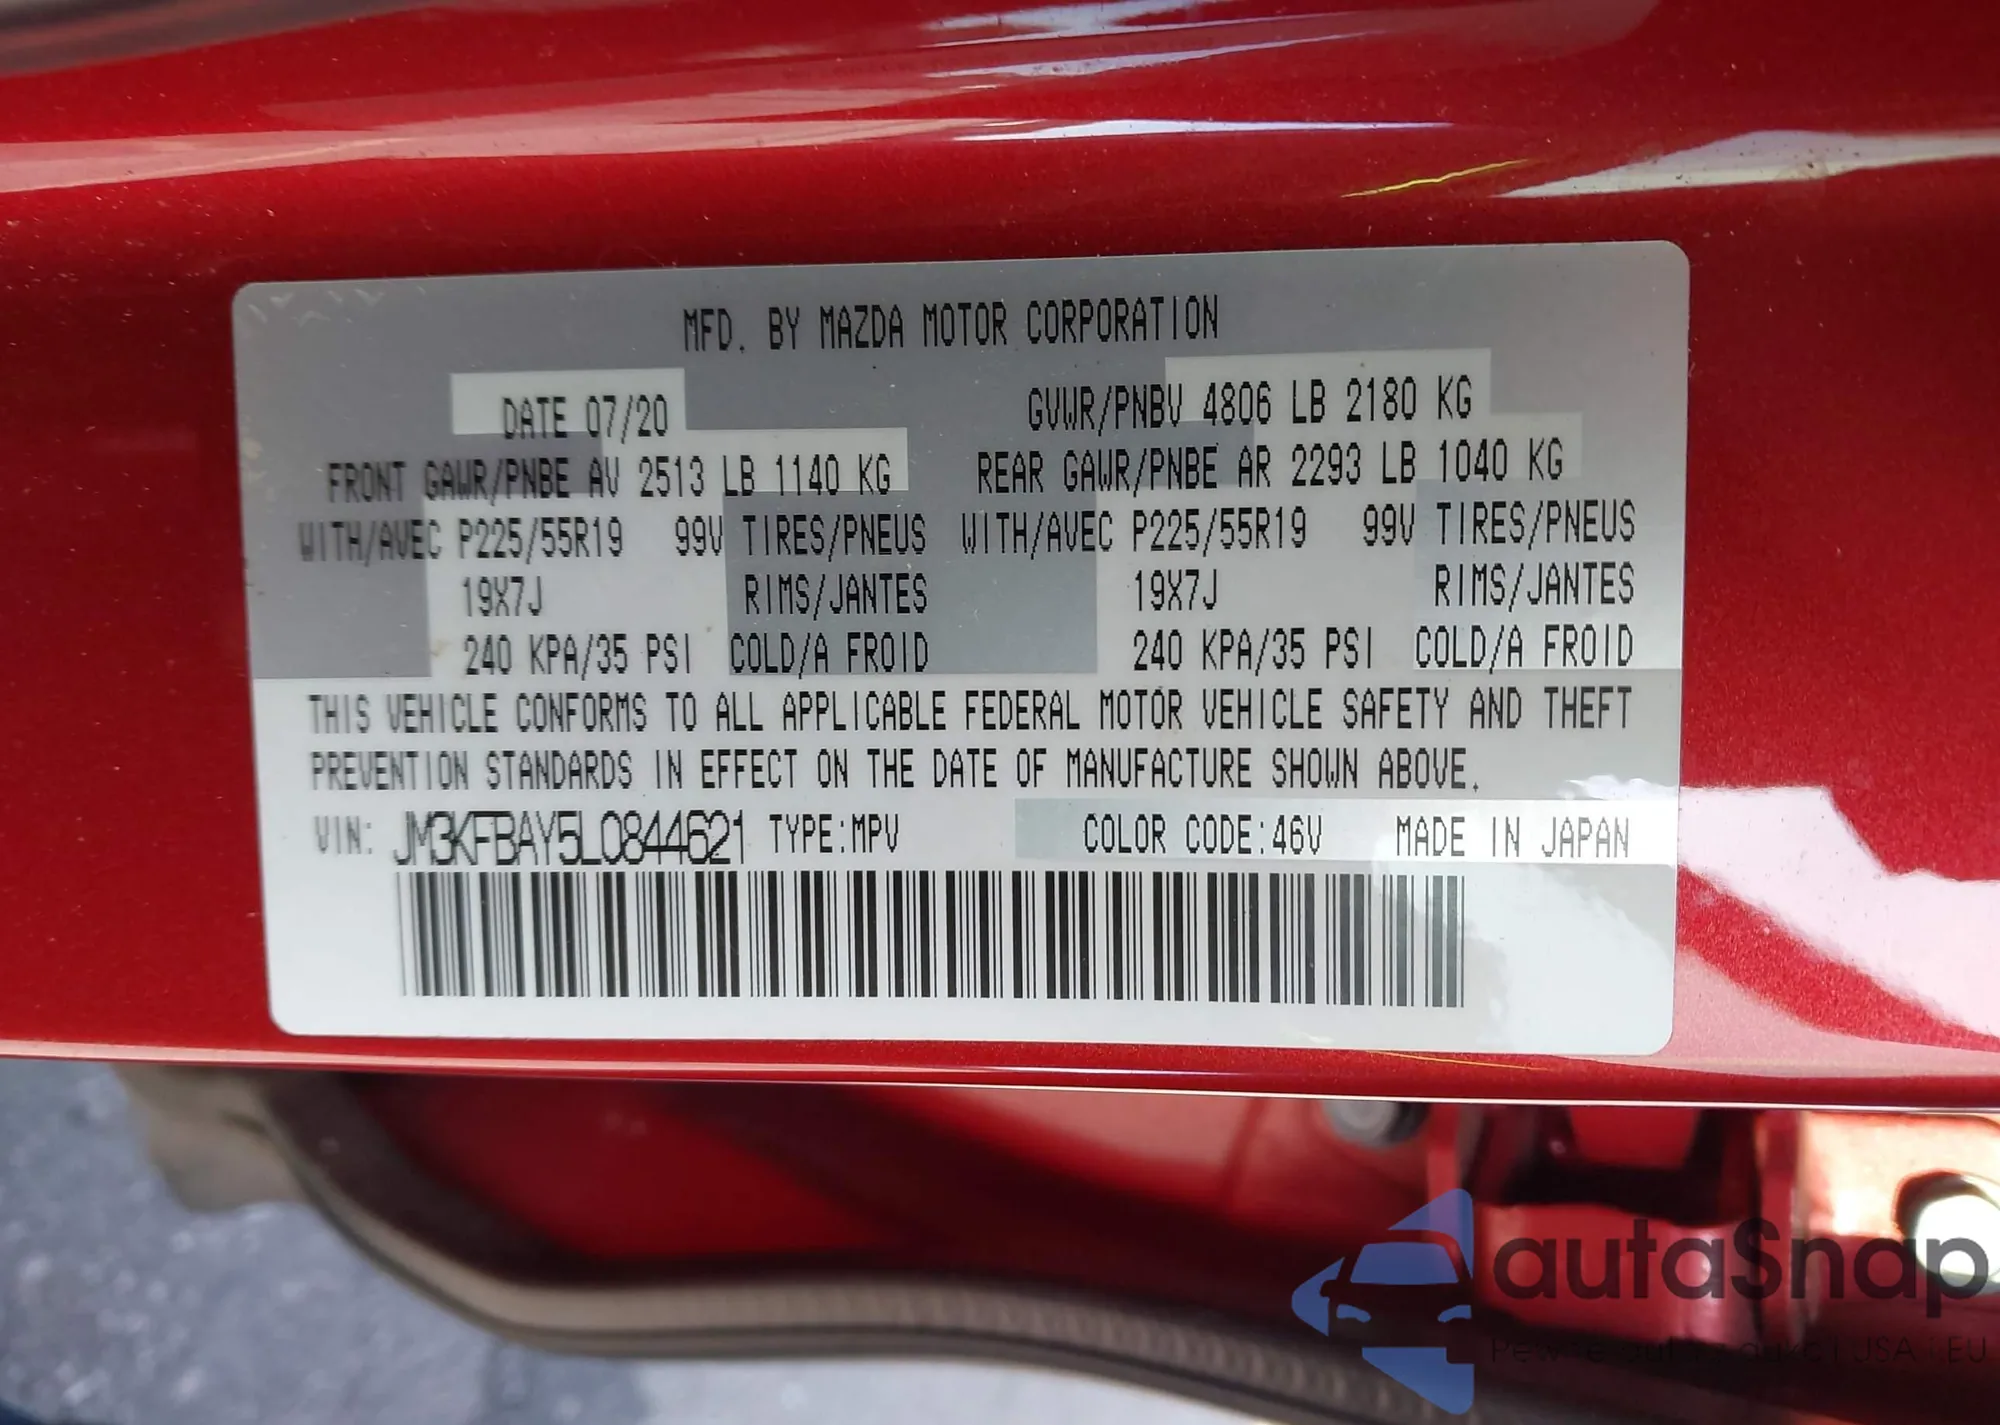 MFD. BY MAZDA MOTOR CORPORATION
DATE 07/20 GVWR/PNBV 4806 LB 2180 KG
FRONT GAWR/PNBE AV 2513 LB 1140 KG REAR GAWR/PNBE AR 2293 LB 1040 KG
WITH/AVEC P225/55R19 99V TIRES/PNEUS WITH/AVEC P225/55R19 99V TIRES/PNEUS
19X7J RIMS/JANTES 19X7J RIMS/JANTES
240 KPA/35 PSI COLD/A FROID 240 KPA/35 PSI COLD/A FROID
THIS VEHICLE CONFORMS TO ALL APPLICABLE FEDERAL MOTOR VEHICLE SAFETY AND THEFT
PREVENTION STANDARDS IN EFFECT ON THE DATE OF MANUFACTURE SHOWN ABOVE.
VIN: JM3KFBAY5L0844621 TYPE:MPV COLOR CODE:46V MADE IN JAPAN
autaSnap
USA i EU